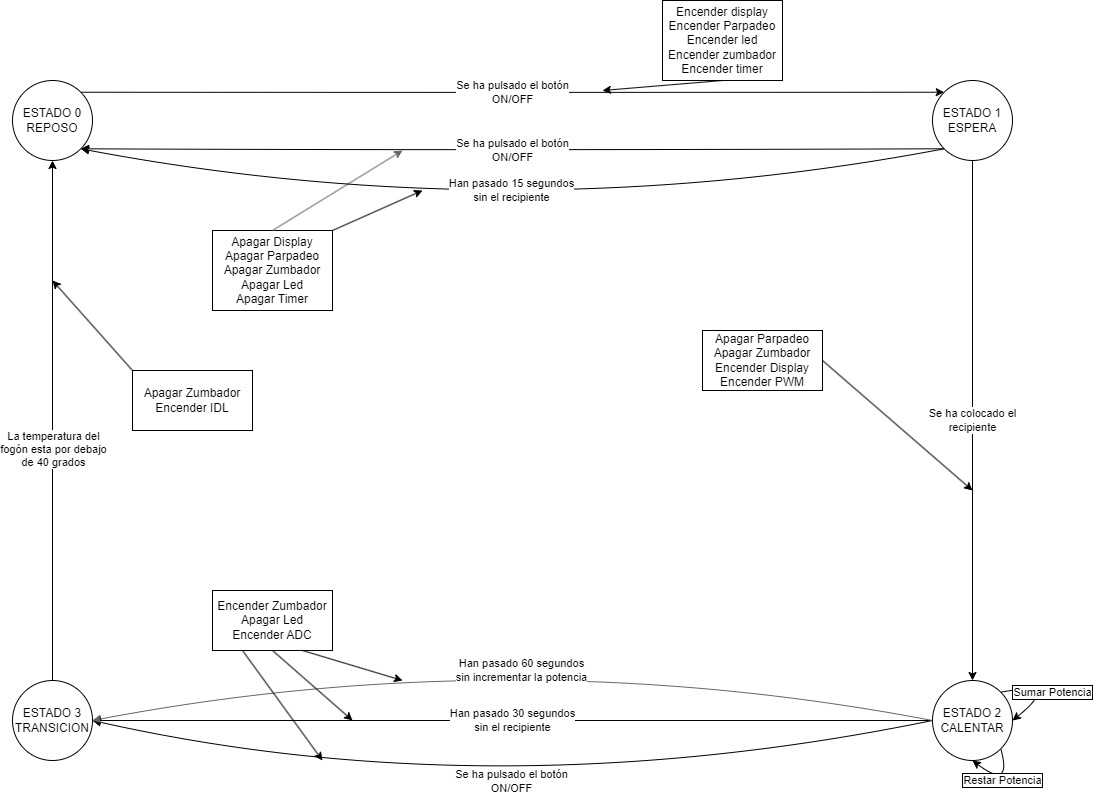 Encender display
Encender Parpadeo
Encender led
Encender zumbador
Encender timer
Se ha pulsado el botón
ON/OFF
ESTADO 0
REPOSO
ESTADO 1
ESPERA
Se ha pulsado el botón
ON/OFF
Han pasado 15 segundos
sin el recipiente
Apagar Display
Apagar Parpadeo
Apagar Zumbador
Apagar Led
Apagar Timer
Apagar Parpadeo
Apagar Zumbador
Encender Display
Encender PWM
Apagar Zumbador
Encender IDL
Se ha colocado el
recipiente
La temperatura del
fogón esta por debajo
de 40 grados
Encender Zumbador
Apagar Led
Encender ADC
Han pasado 60 segundos
sin incrementar la potencia
Sumar Potencia
ESTADO 3
TRANSICION
Han pasado 30 segundos
sin el recipiente
ESTADO 2
CALENTAR
Se ha pulsado el botón
ON/OFF
Restar Potencia